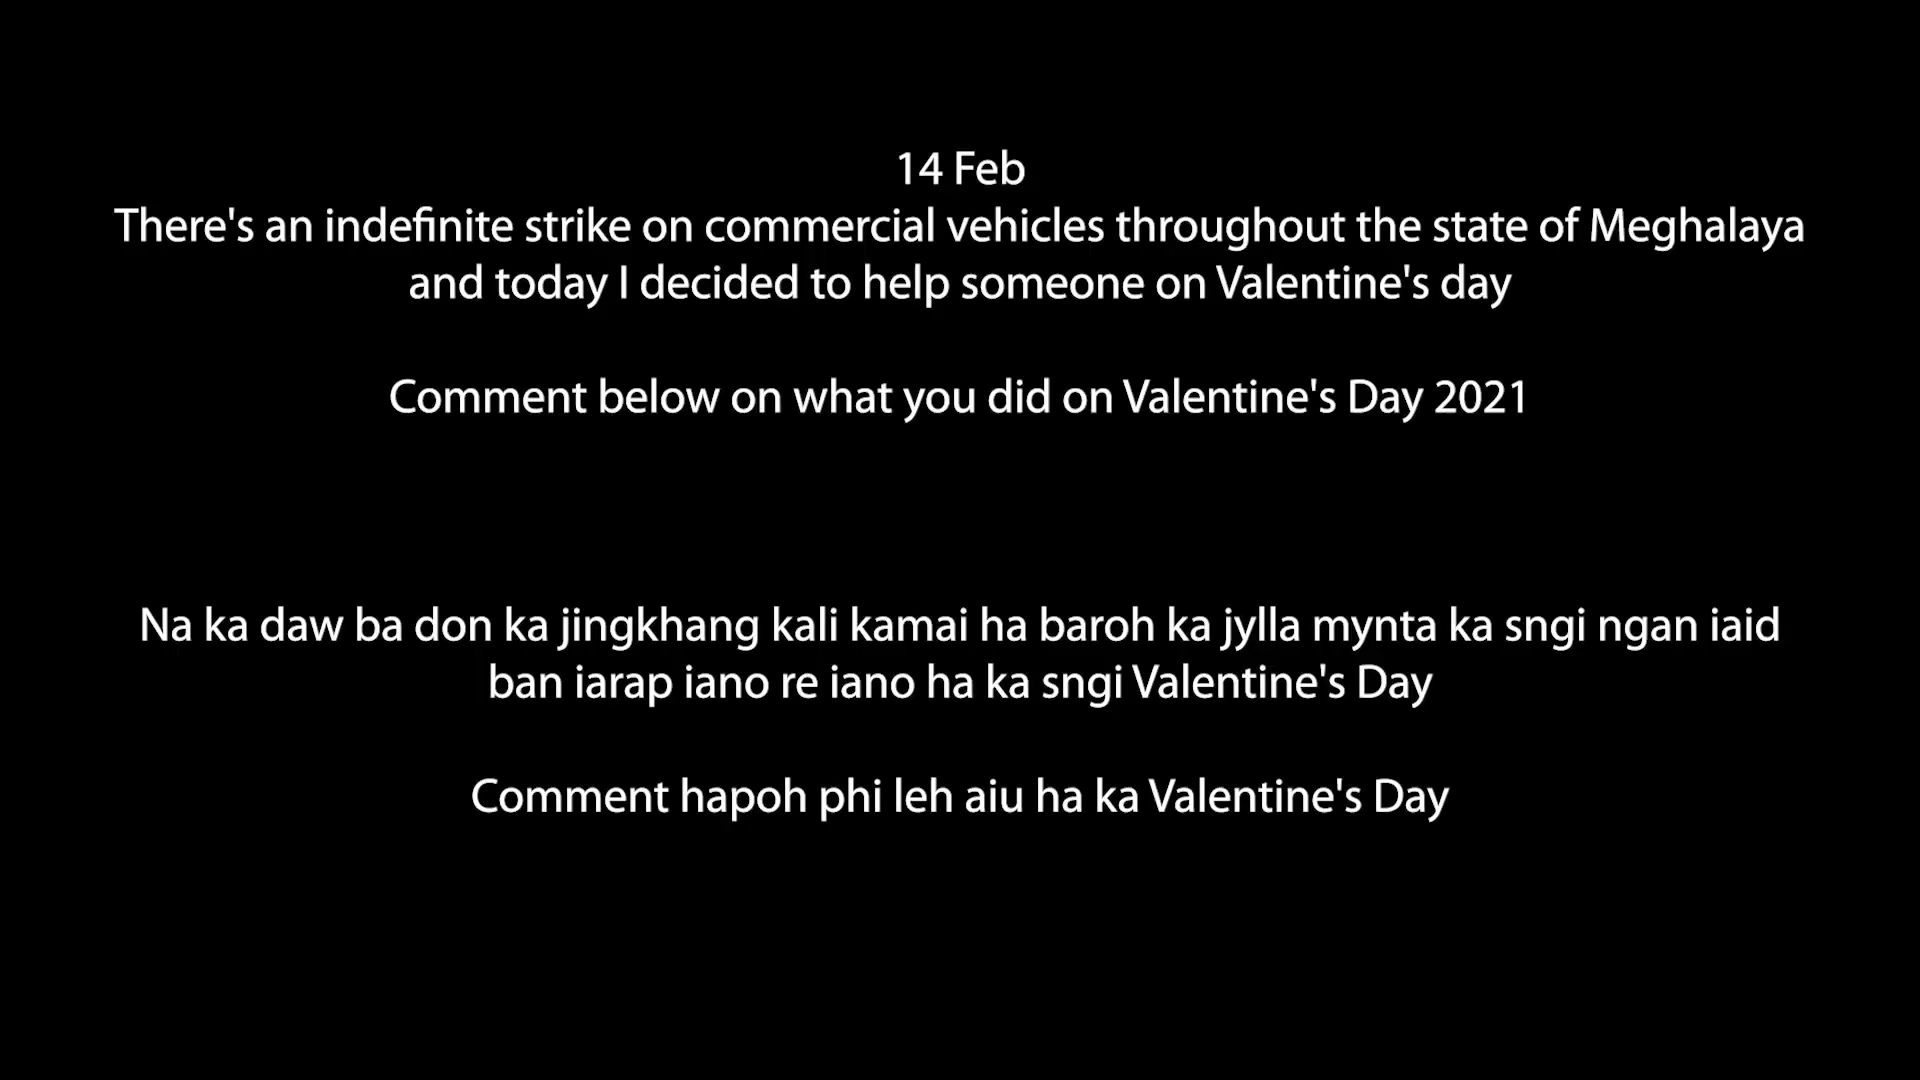 14 Feb
There's an indefinite strike on commercial vehicles throughout the state of Meghalaya
and today I decided to help someone on Valentine's day
Comment below on what you did on Valentine's Day 2021
Na ka daw ba don ka jingkhang kali kamai ha baroh ka jylla mynta ka sngi ngan iaid
ban iarap iano re iano ha ka sngi Valentine's Day
Comment hapoh phi leh aiu ha ka Valentine's Day